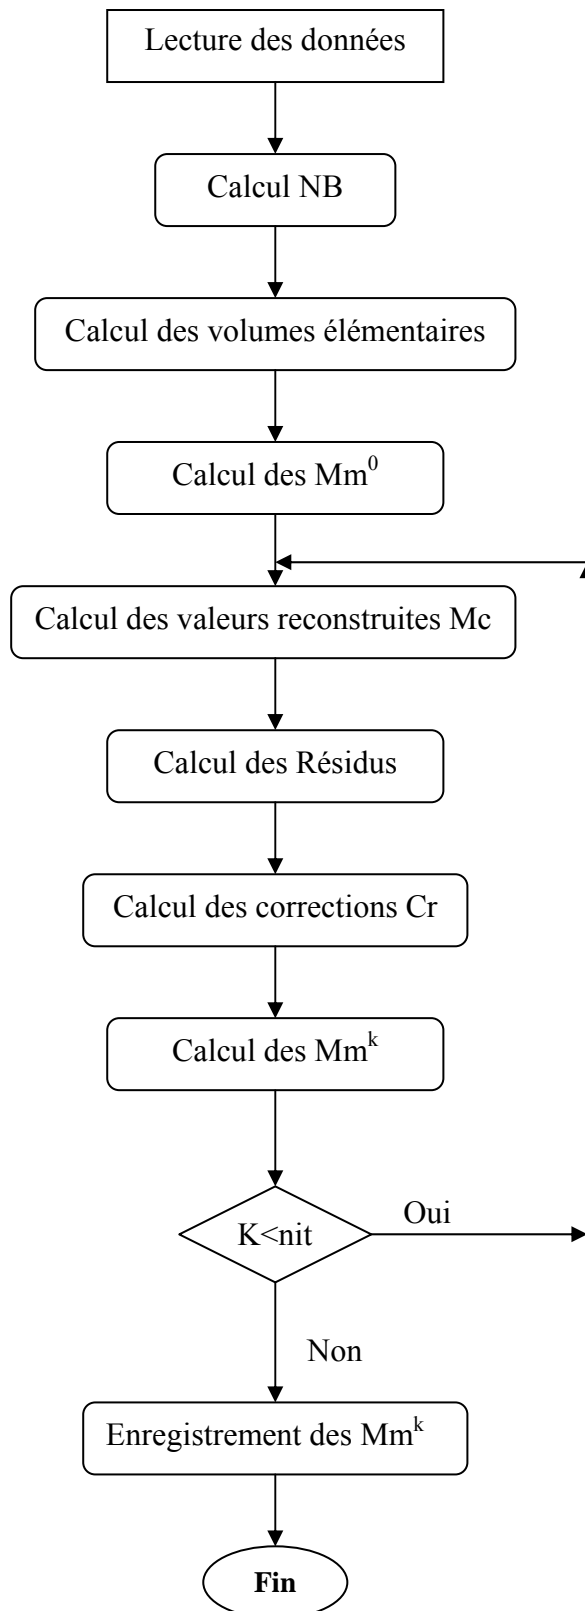 Lecture des données
Calcul NB
Calcul des volumes élémentaires
Calcul des Mm⁰
Calcul des valeurs reconstruites Mc
Calcul des Résidus
Calcul des corrections Cr
Calcul des Mmᵏ
K<nit
Oui
Non
Enregistrement des Mmᵏ
Fin